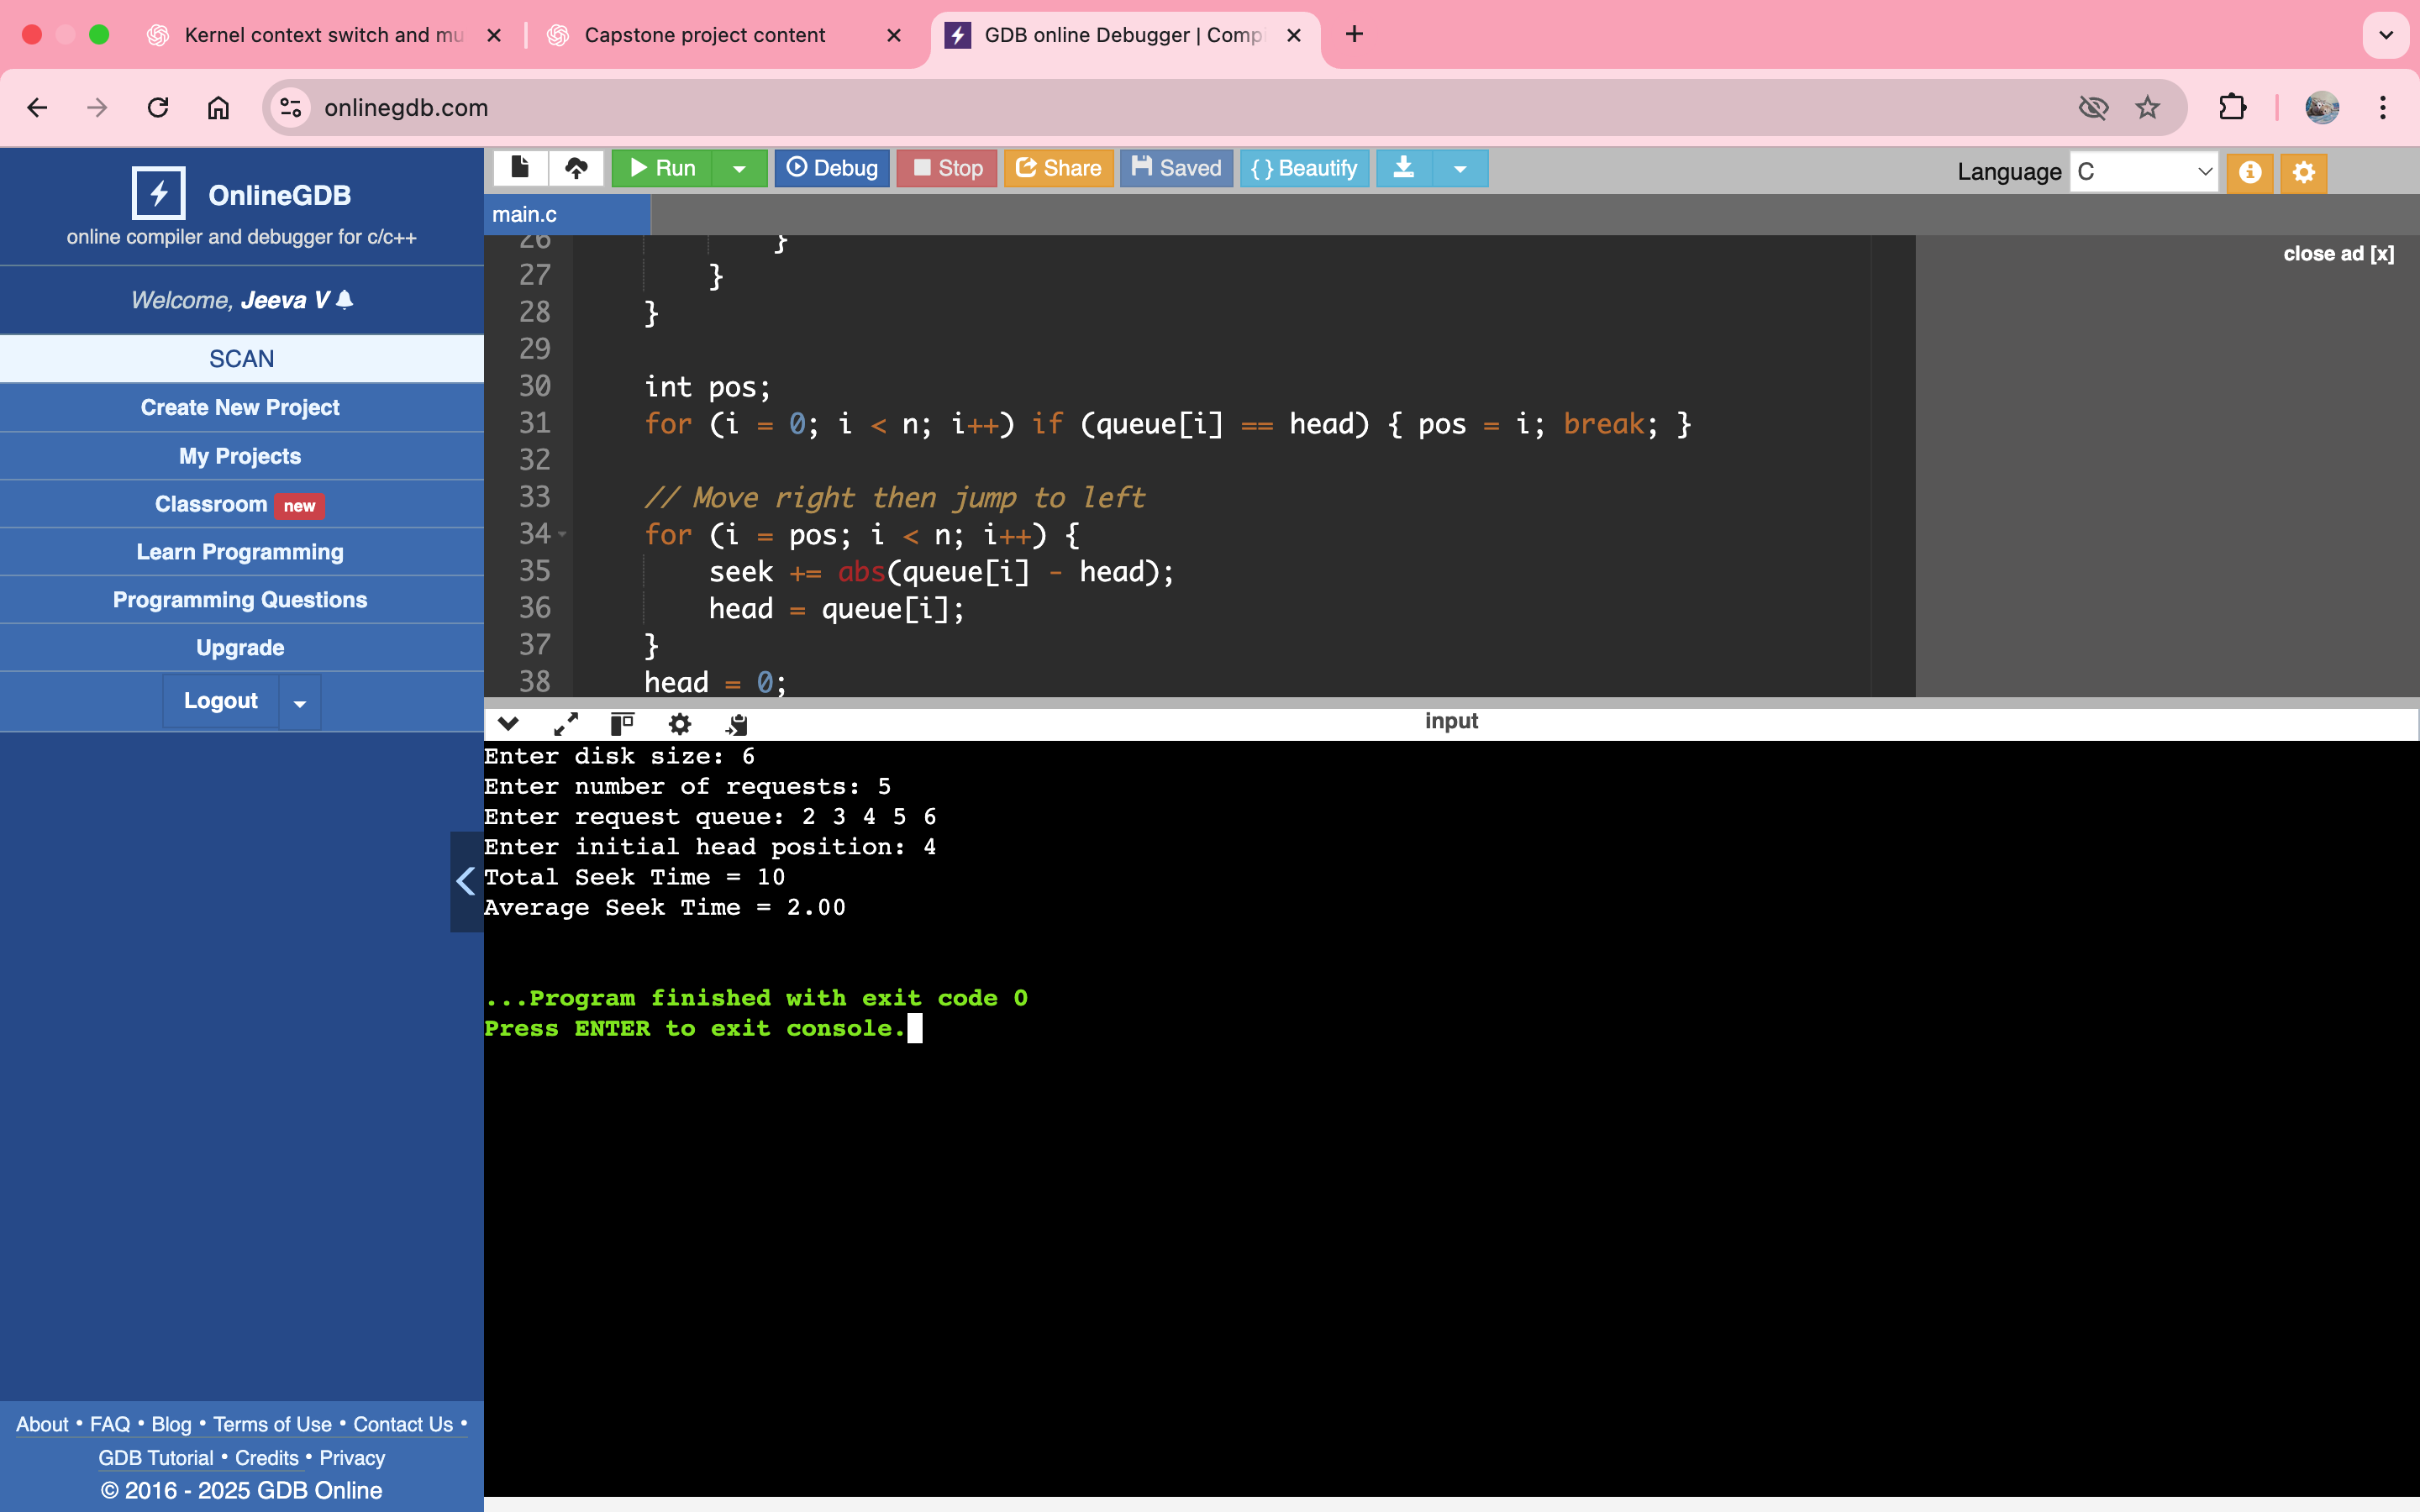 Kernel context switch and mu
Capstone project content
GDB online Debugger | Comp
onlinegdb.com
OnlineGDB
online compiler and debugger for c/c++
Welcome, Jeeva V
SCAN
Create New Project
My Projects
Classroom new
Learn Programming
Programming Questions
Upgrade
Logout
About • FAQ • Blog • Terms of Use • Contact Us •
GDB Tutorial • Credits • Privacy
© 2016 - 2025 GDB Online
Run Debug Stop Share Saved { } Beautify Language C
main.c
close ad [x]
26 }
27 }
28 }
29
30 int pos;
31 for (i = 0; i < n; i++) if (queue[i] == head) { pos = i; break; }
32
33 // Move right then jump to left
34 for (i = pos; i < n; i++) {
35 seek += abs(queue[i] - head);
36 head = queue[i];
37 }
38 head = 0;
input
Enter disk size: 6
Enter number of requests: 5
Enter request queue: 2 3 4 5 6
Enter initial head position: 4
Total Seek Time = 10
Average Seek Time = 2.00
...Program finished with exit code 0
Press ENTER to exit console.